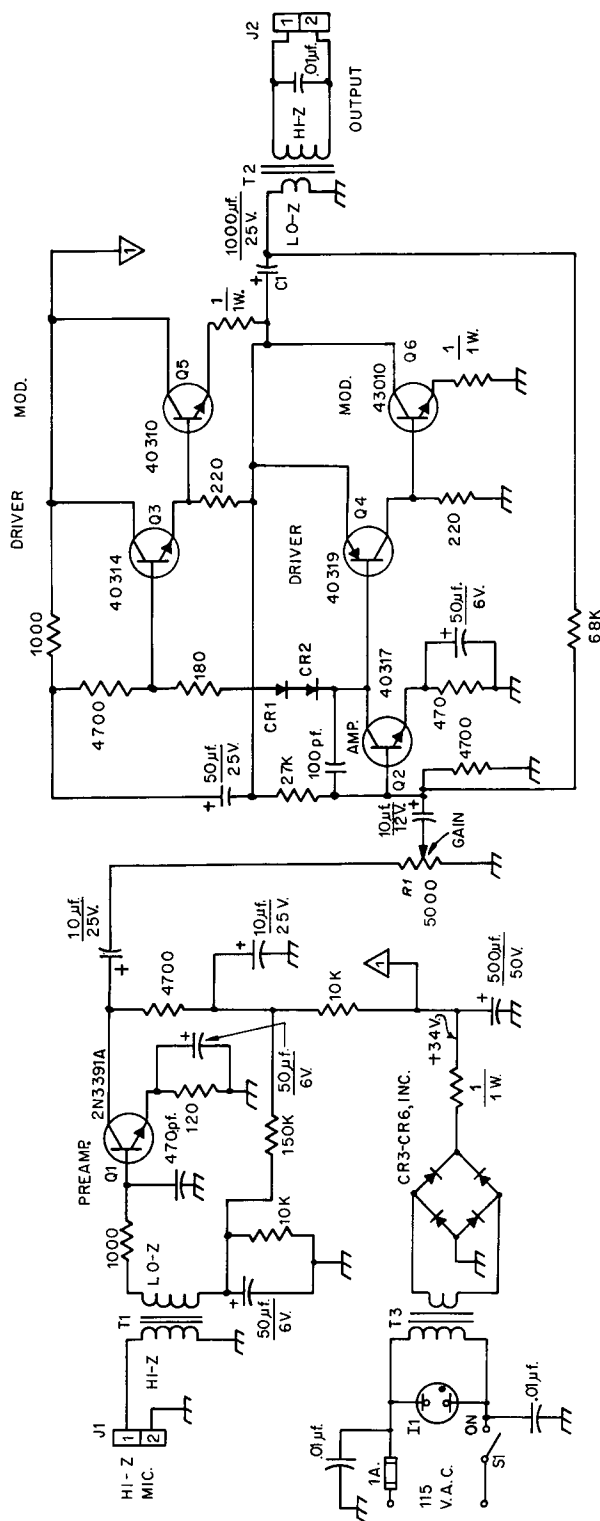 HI-Z
MIC.
J1
1
2
HI-Z
T1
LO-Z
1000
PREAMP.
Q1
2N3391A
470pf.
120
50µf.
6V.
50µf.
6V.
10K
150K
4700
10µf.
25V.
10µf.
25V.
10K
1
+34V.
500µf.
50V.
1
1W.
CR3-CR6, INC.
T3
.01µf.
1A.
115
V.A.C.
I1
ON
S1
.01µf.
R1
5000
GAIN
10µf.
12V.
4700
470
50µf.
6V.
AMP.
Q2
40317
100pf.
27K
50µf.
25V.
CR1
CR2
180
4700
1000
DRIVER
MOD.
40314
Q3
220
40310
Q5
1
1W.
DRIVER
40319
Q4
220
MOD.
43010
Q6
1
1W.
68K
1
1000µf.
25V.
+
C1
LO-Z
T2
HI-Z
.01µf.
OUTPUT
J2
1
2